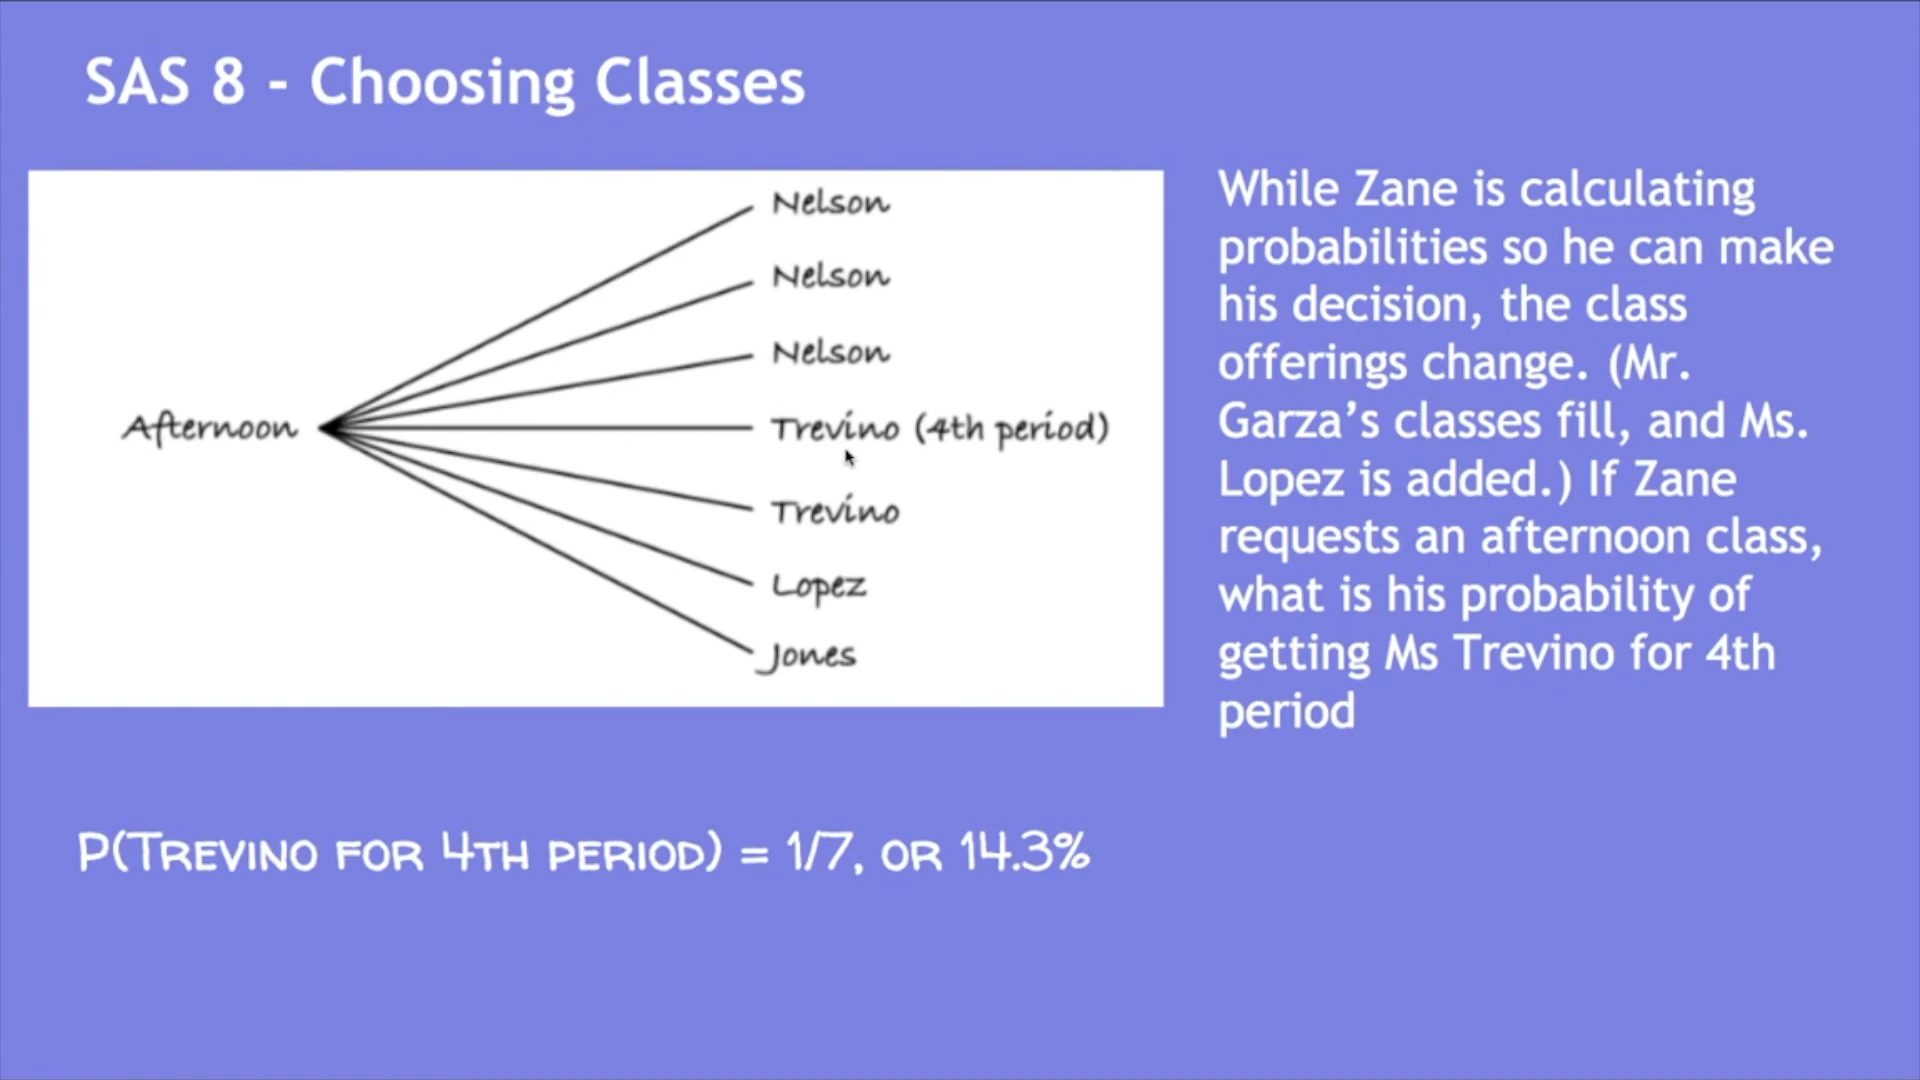 SAS 8 - Choosing Classes
Nelson
Nelson
Nelson
Afternoon
Trevino (4th period)
Trevino
Lopez
Jones
While Zane is calculating
probabilities so he can make
his decision, the class
offerings change. (Mr.
Garza’s classes fill, and Ms.
Lopez is added.) If Zane
requests an afternoon class,
what is his probability of
getting Ms Trevino for 4th
period
P(Trevino for 4th period) = 1/7, or 14.3%